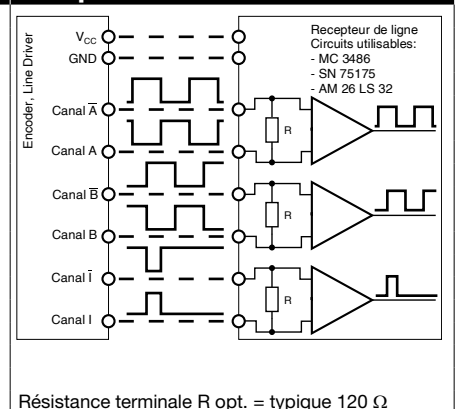 Encoder, Line Driver
V_CC
GND
Canal A̅
Canal A
Canal B̅
Canal B
Canal I̅
Canal I
Recepteur de ligne
Circuits utilisables:
- MC 3486
- SN 75175
- AM 26 LS 32
R
R
R
Résistance terminale R opt. = typique 120 Ω